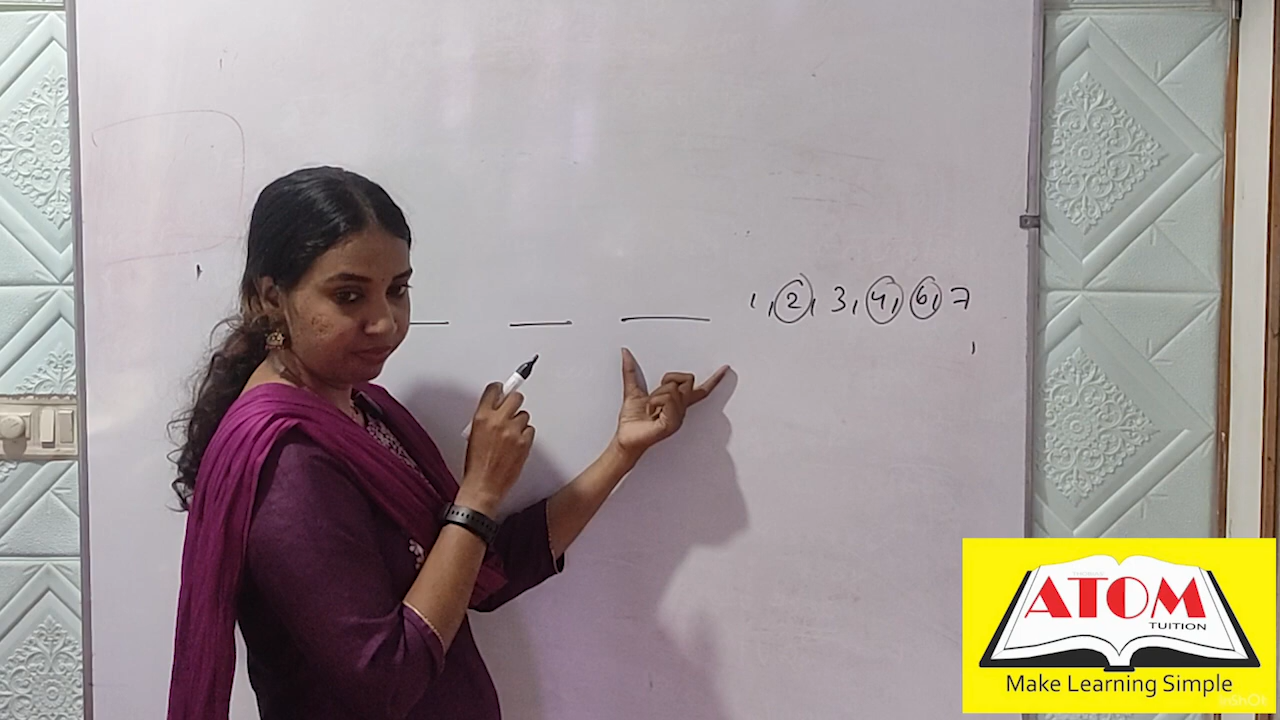 1, 2, 3, 4, 6, 7
ATOM
TUITION
Make Learning Simple